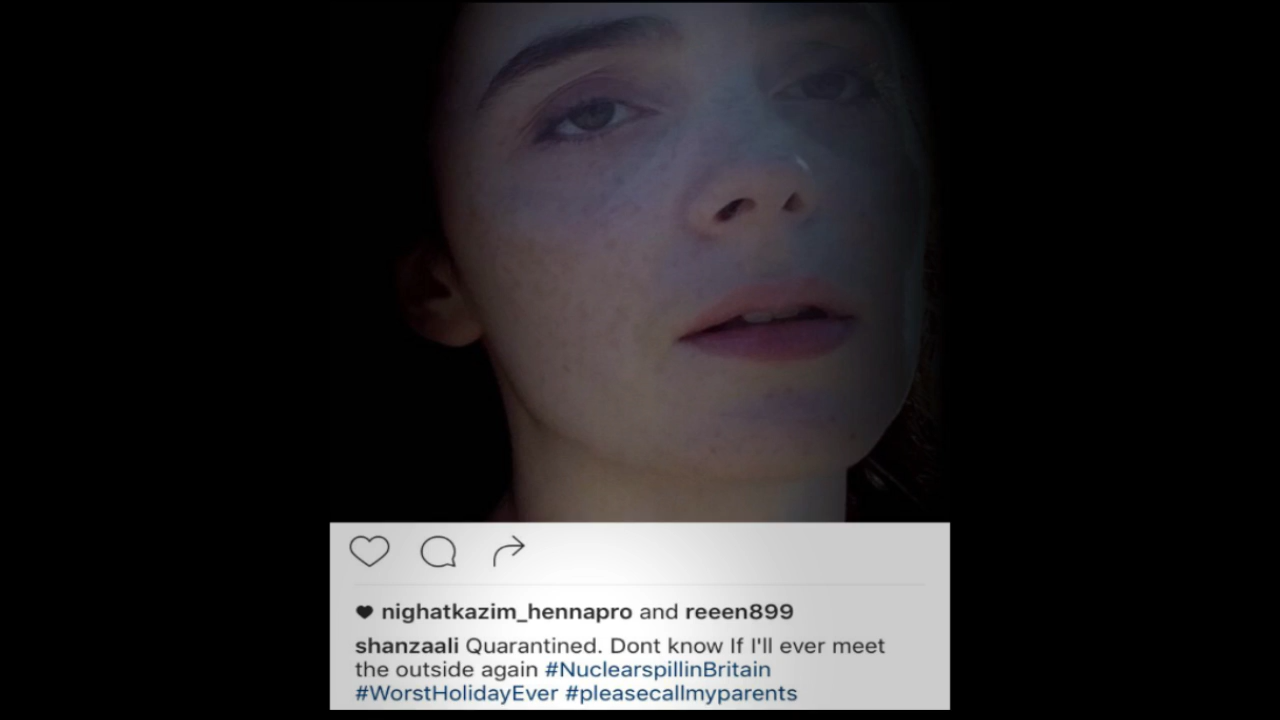 nighatkazim_hennapro and reeen899
shanzaali Quarantined. Dont know If I'll ever meet
the outside again #NuclearspillinBritain
#WorstHolidayEver #pleasecallmyparents